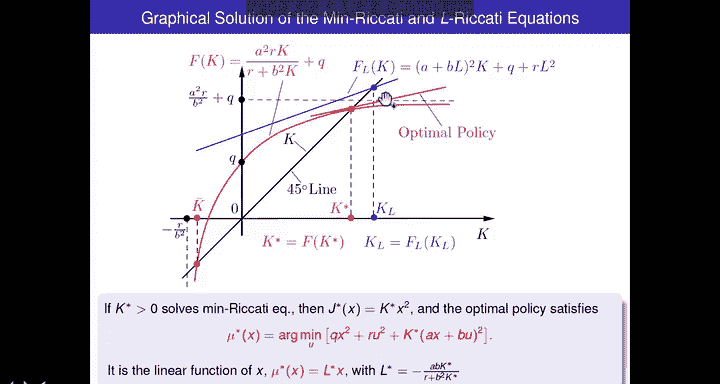 Graphical Solution of the Min-Riccati and L-Riccati Equations
F(K) = a²rK / (r + b²K) + q
F_L(K) = (a + bL)²K + q + rL²
a²r/b² + q
Optimal Policy
K
q
45° Line
K̄
0
K*
K_L
−r/b²
K* = F(K*)
K_L = F_L(K_L)
K
If K* > 0 solves min-Riccati eq., then J*(x) = K*x², and the optimal policy satisfies
μ*(x) = arg min_u [qx² + ru² + K*(ax + bu)²].
It is the linear function of x, μ*(x) = L*x, with L* = −abK*/(r+b²K*)